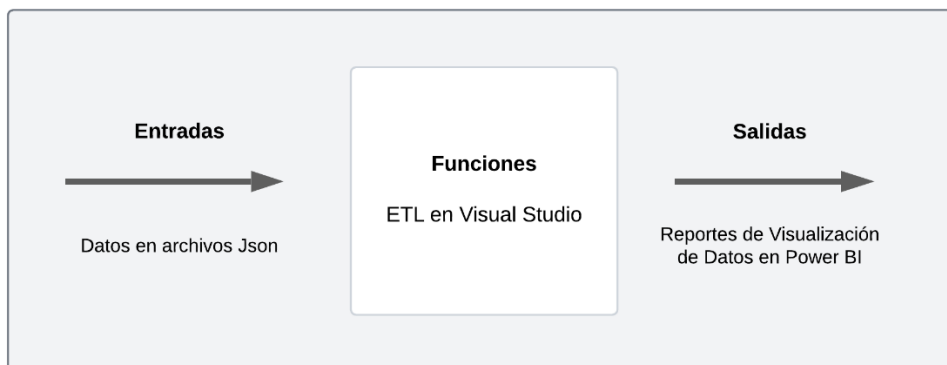 Entradas
Datos en archivos Json
Funciones
ETL en Visual Studio
Salidas
Reportes de Visualización
de Datos en Power BI